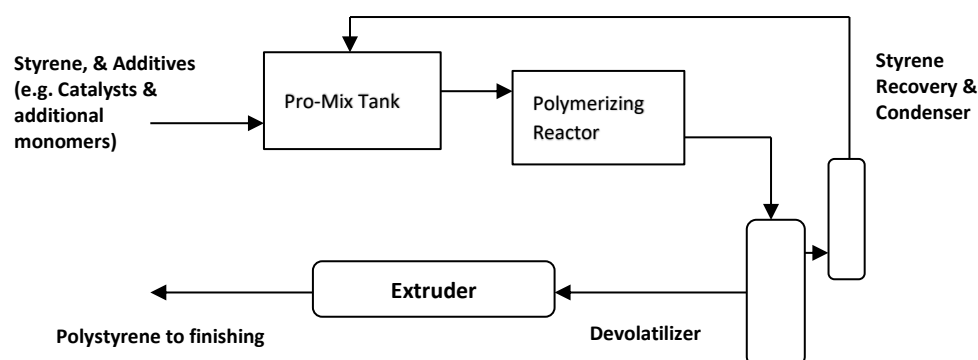 Styrene, & Additives
(e.g. Catalysts &
additional
monomers)
Pro-Mix Tank
Polymerizing
Reactor
Styrene
Recovery &
Condenser
Extruder
Polystyrene to finishing
Devolatilizer